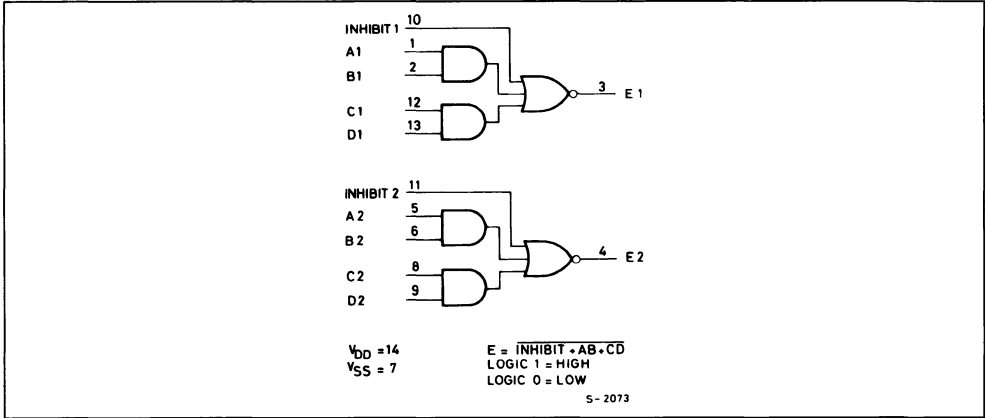 INHIBIT 1 10
A1 1
B1 2
C1 12
D1 13
3 E1
INHIBIT 2 11
A2 5
B2 6
C2 8
D2 9
4 E2
VDD = 14
VSS = 7
E = INHIBIT + AB + CD
LOGIC 1 = HIGH
LOGIC 0 = LOW
S-2073